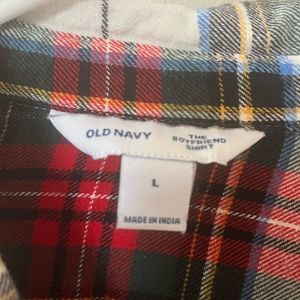 OLD NAVY
THE
BOYFRIEND
SHIRT
L
MADE IN INDIA